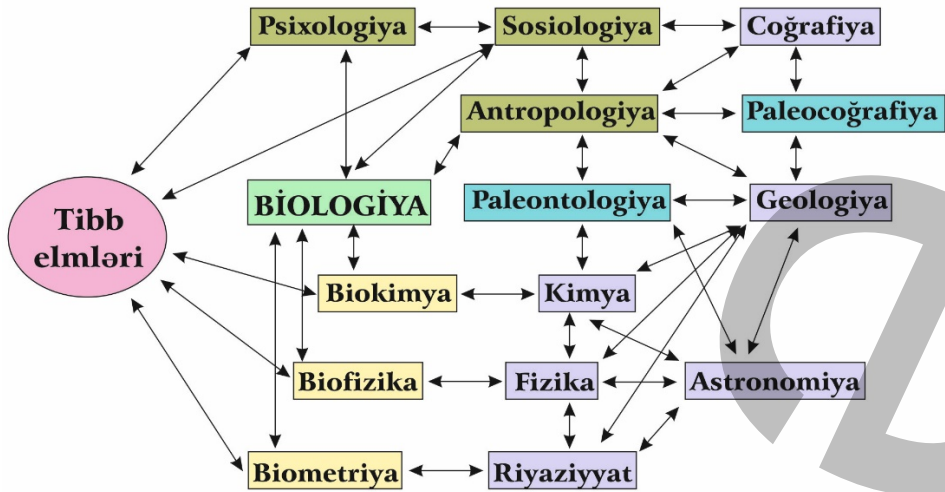 Psixologiya
Sosiologiya
Coğrafiya
Antropologiya
Paleocoğrafiya
BİOLOGİYA
Paleontologiya
Geologiya
Tibb
elmləri
Biokimya
Kimya
Biofizika
Fizika
Astronomiya
Biometriya
Riyaziyyat